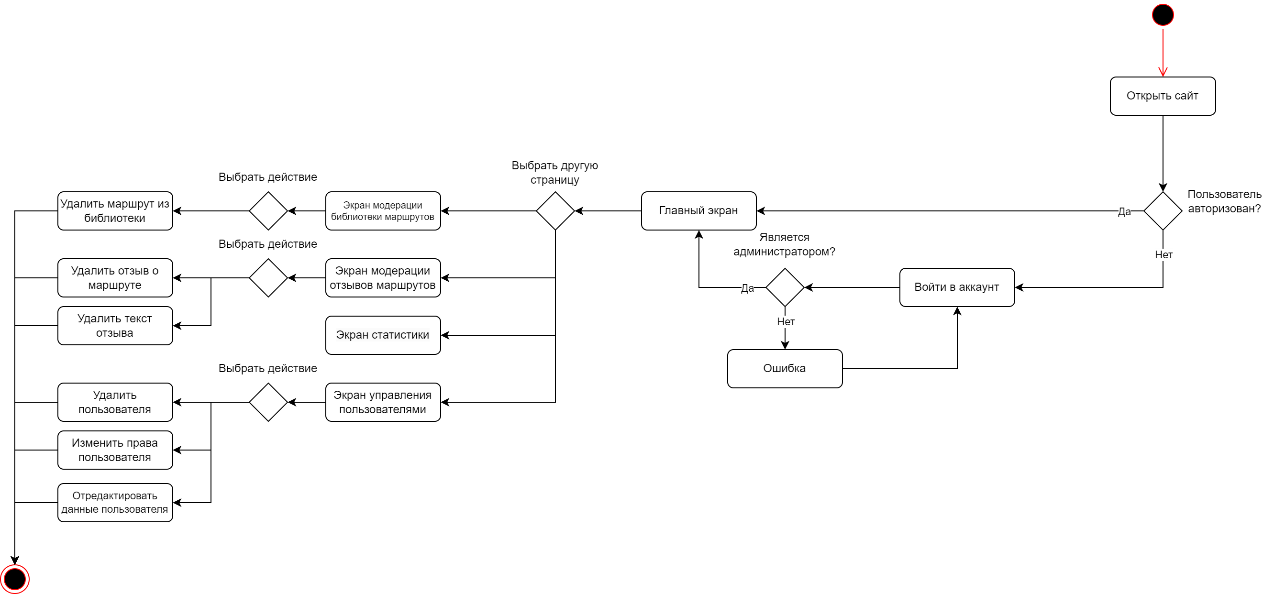 Открыть сайт
Пользователь
авторизован?
Да
Нет
Войти в аккаунт
Является
администратором?
Да
Нет
Ошибка
Главный экран
Выбрать другую
страницу
Экран модерации
библиотеки маршрутов
Выбрать действие
Удалить маршрут из
библиотеки
Экран модерации
отзывов маршрутов
Выбрать действие
Удалить отзыв о
маршруте
Удалить текст
отзыва
Экран статистики
Экран управления
пользователями
Выбрать действие
Удалить
пользователя
Изменить права
пользователя
Отредактировать
данные пользователя